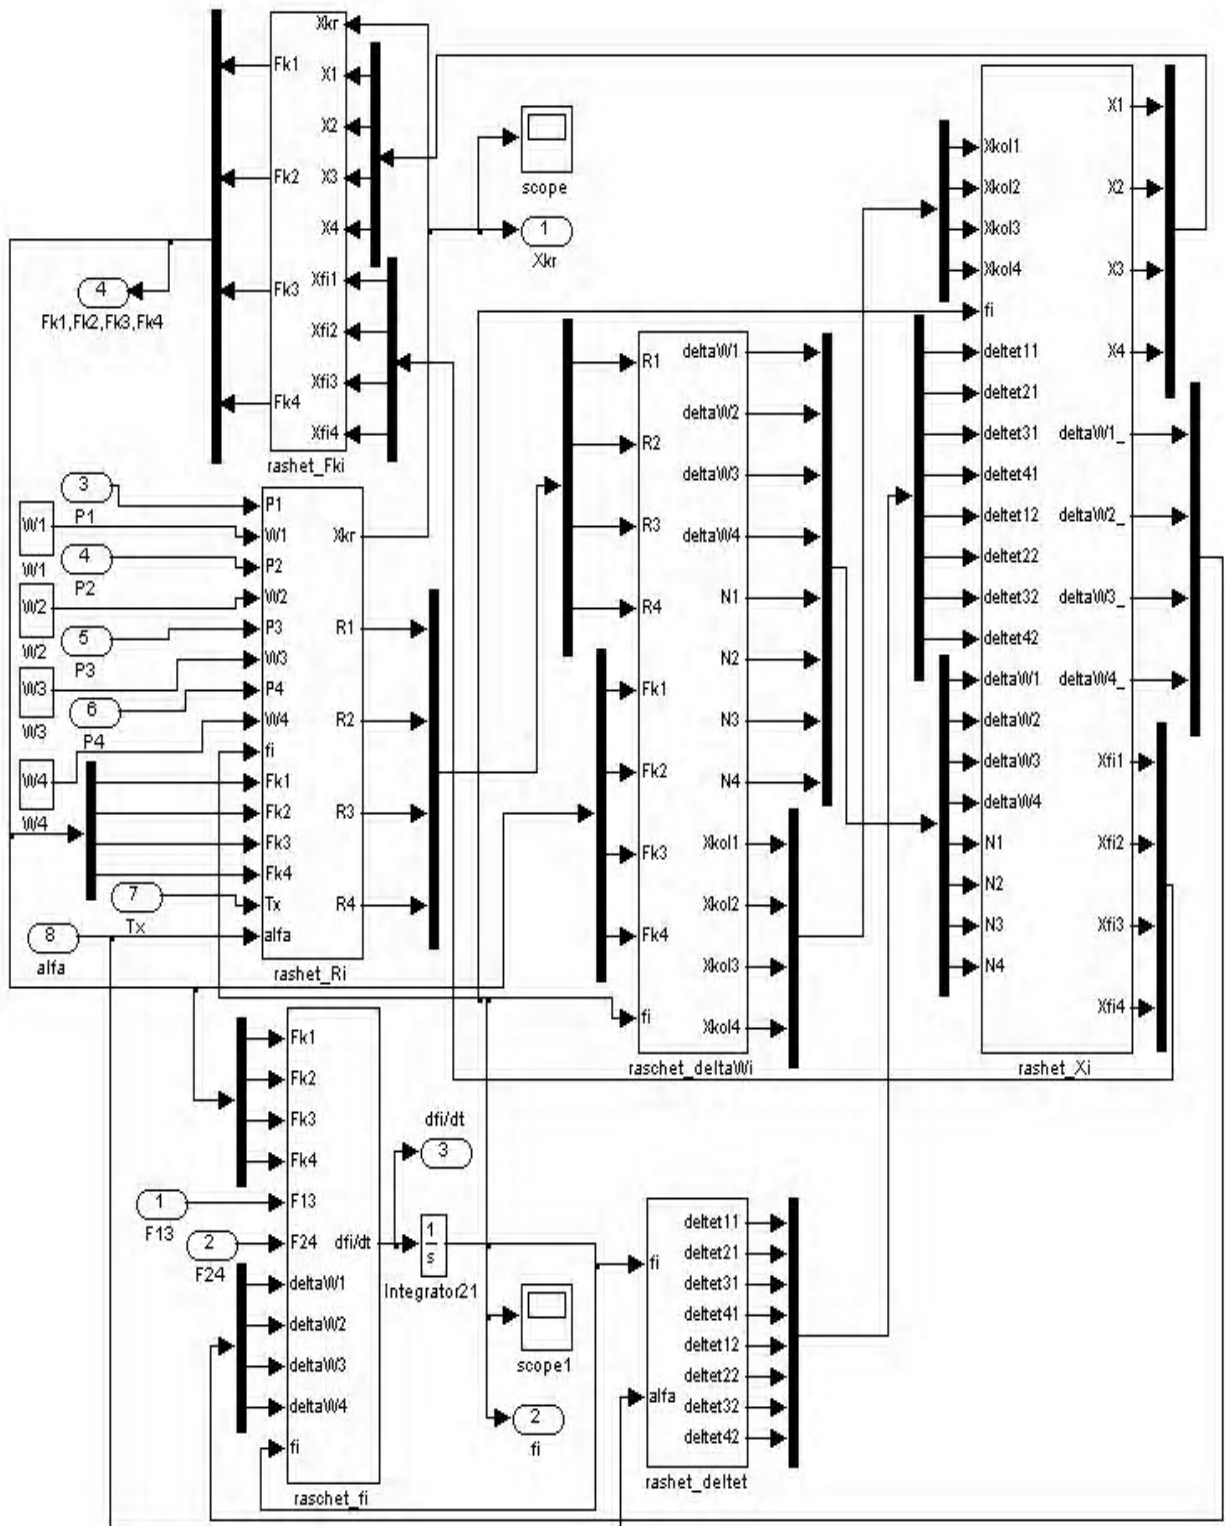 Xkr
Fk1
X1
X2
Fk2
X3
X4
Xfi1
Fk3
Xfi2
Xfi3
Fk4
Xfi4
rashet_Fki
4
Fk1,Fk2,Fk3,Fk4
scope
1
Xkr
3
P1
W1
W1
4
P2
W2
W2
5
P3
W3
W3
6
P4
W4
W4
7
Tx
8
alfa
P1
W1
P2
W2
P3
W3
P4
W4
fi
Fk1
Fk2
Fk3
Fk4
Tx
alfa
Xkr
R1
R2
R3
R4
rashet_Ri
R1
R2
R3
R4
Fk1
Fk2
Fk3
Fk4
fi
deltaW1
deltaW2
deltaW3
deltaW4
N1
N2
N3
N4
Xkol1
Xkol2
Xkol3
Xkol4
raschet_deltaWi
Xkol1
Xkol2
Xkol3
Xkol4
fi
deltet11
deltet21
deltet31
deltet41
deltet12
deltet22
deltet32
deltet42
deltaW1
deltaW2
deltaW3
deltaW4
N1
N2
N3
N4
X1
X2
X3
X4
deltaW1_
deltaW2_
deltaW3_
deltaW4_
Xfi1
Xfi2
Xfi3
Xfi4
rashet_Xi
1
F13
2
F24
Fk1
Fk2
Fk3
Fk4
F13
F24
deltaW1
deltaW2
deltaW3
deltaW4
fi
dfi/dt
raschet_fi
dfi/dt
3
1
s
Integrator21
scope1
2
fi
fi
alfa
deltet11
deltet21
deltet31
deltet41
deltet12
deltet22
deltet32
deltet42
rashet_deltet